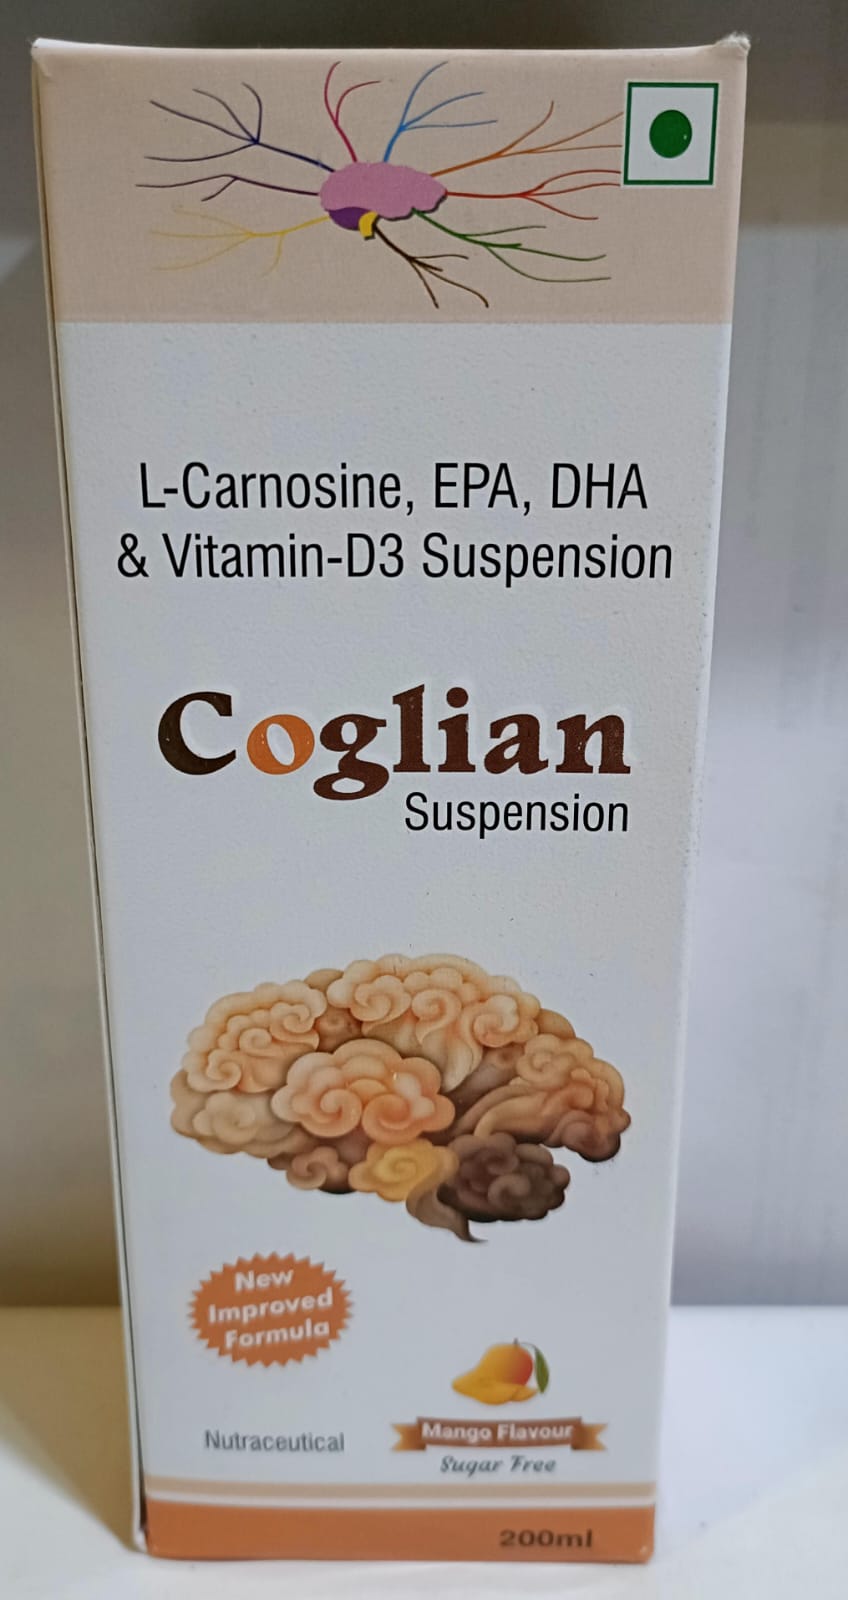 L-Carnosine, EPA, DHA
& Vitamin-D3 Suspension
Coglian
Suspension
New
Improved
Formula
Nutraceutical
Mango Flavour
Sugar Free
200ml